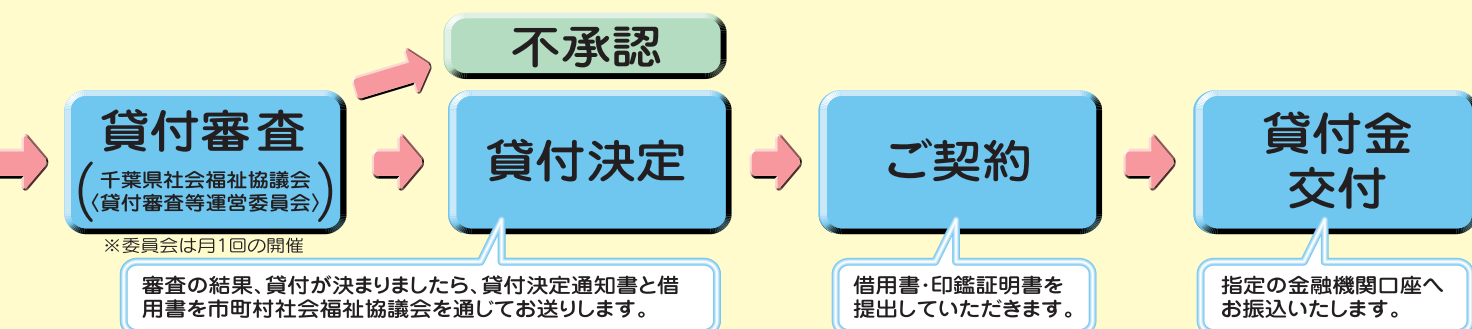 不承認
貸付審査
千葉県社会福祉協議会
〈貸付審査等運営委員会〉
※委員会は月1回の開催
貸付決定
審査の結果、貸付が決まりましたら、貸付決定通知書と借
用書を市町村社会福祉協議会を通じてお送りします。
ご契約
借用書・印鑑証明書を
提出していただきます。
貸付金
交付
指定の金融機関口座へ
お振込いたします。